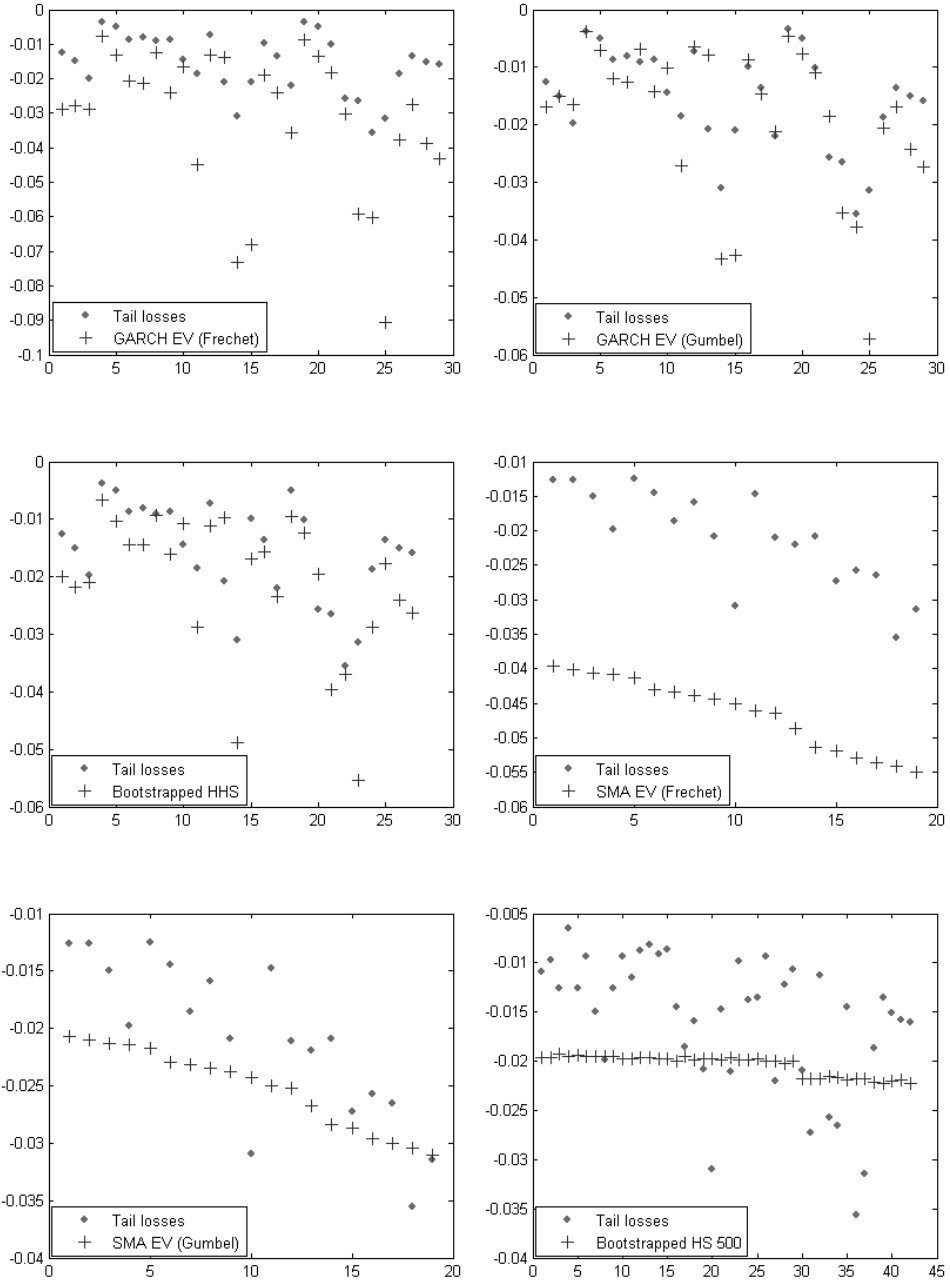 0
-0.01
-0.02
-0.03
-0.04
-0.05
-0.06
-0.07
-0.08
-0.09
-0.1
Tail losses
GARCH EV (Frechet)
0 5 10 15 20 25 30
0
-0.01
-0.02
-0.03
-0.04
-0.05
-0.06
Tail losses
GARCH EV (Gumbel)
0 5 10 15 20 25 30
0
-0.01
-0.02
-0.03
-0.04
-0.05
-0.06
Tail losses
Bootstrapped HHS
0 5 10 15 20 25 30
-0.01
-0.015
-0.02
-0.025
-0.03
-0.035
-0.04
-0.045
-0.05
-0.055
-0.06
Tail losses
SMA EV (Frechet)
0 5 10 15 20
-0.01
-0.015
-0.02
-0.025
-0.03
-0.035
-0.04
Tail losses
SMA EV (Gumbel)
0 5 10 15 20
-0.005
-0.01
-0.015
-0.02
-0.025
-0.03
-0.035
-0.04
Tail losses
Bootstrapped HS 500
0 5 10 15 20 25 30 35 40 45